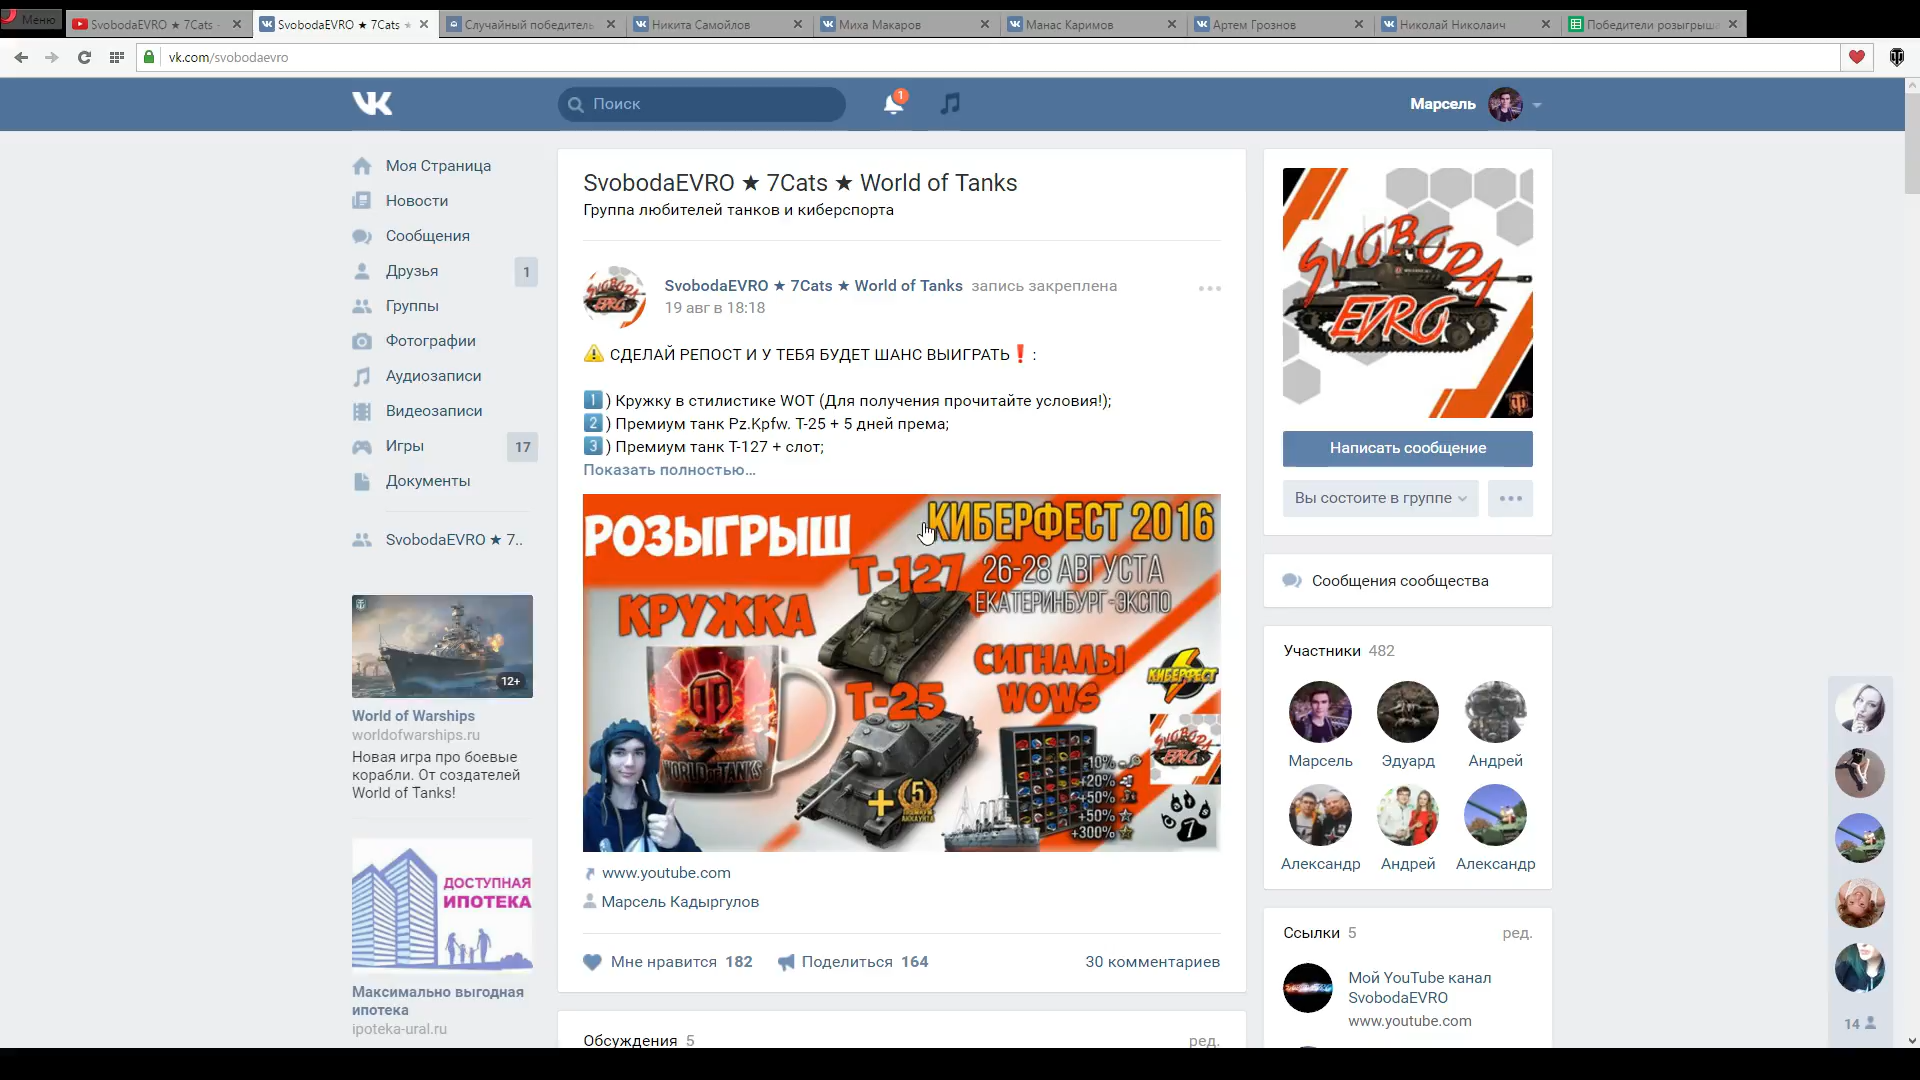 Меню
SvobodaEVRO ★ 7Cats -
SvobodaEVRO ★ 7Cats ★
Случайный победитель
Никита Самойлов
Миха Макаров
Манас Каримов
Артем Грознов
Николай Николаич
Победители розыгрыша
vk.com/svobodaevro
Поиск
1
Марсель
Моя Страница
Новости
Сообщения
Друзья
1
Группы
Фотографии
Аудиозаписи
Видеозаписи
Игры
17
Документы
SvobodaEVRO ★ 7..
12+
World of Warships
worldofwarships.ru
Новая игра про боевые
корабли. От создателей
World of Tanks!
ДОСТУПНАЯ
ИПОТЕКА
Максимально выгодная
ипотека
ipoteka-ural.ru
SvobodaEVRO ★ 7Cats ★ World of Tanks
Группа любителей танков и киберспорта
SvobodaEVRO ★ 7Cats ★ World of Tanks запись закреплена
19 авг в 18:18
⚠ СДЕЛАЙ РЕПОСТ И У ТЕБЯ БУДЕТ ШАНС ВЫИГРАТЬ❗ :
1️⃣ ) Кружку в стилистике WOT (Для получения прочитайте условия!);
2️⃣ ) Премиум танк Pz.Kpfw. T-25 + 5 дней према;
3️⃣ ) Премиум танк Т-127 + слот;
Показать полностью…
РОЗЫГРЫШ
КИБЕРФЕСТ 2016
Т-127
26-28 АВГУСТА
ЕКАТЕРИНБУРГ-ЭКСПО
КРУЖКА
СИГНАЛЫ
WOWS
Т-25
КИБЕРФЕСТ
SVOBODA
WORLD OF TANKS
-10%
+20%
+50%
+50%
+300%
+
5
7
www.youtube.com
Марсель Кадыргулов
Мне нравится 182
Поделиться 164
30 комментариев
Обсуждения 5
ред.
SVOBODA
EVRO
Написать сообщение
Вы состоите в группе
Сообщения сообщества
Участники 482
Марсель
Эдуард
Андрей
Александр
Андрей
Александр
Ссылки 5
ред.
Мой YouTube канал
SvobodaEVRO
www.youtube.com
14